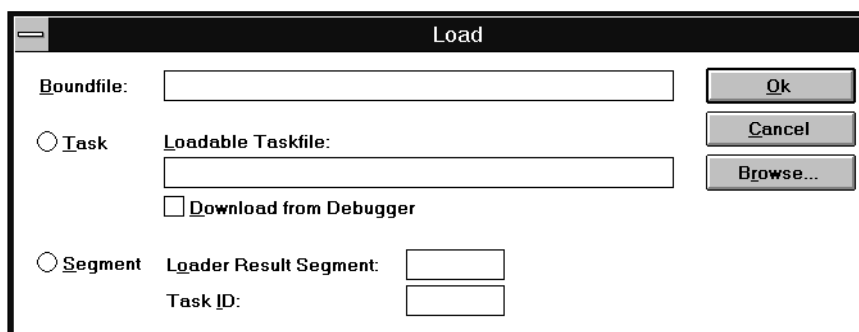 Load
Boundfile:
Ok
Task
Loadable Taskfile:
Cancel
Browse...
Download from Debugger
Segment
Loader Result Segment:
Task ID: